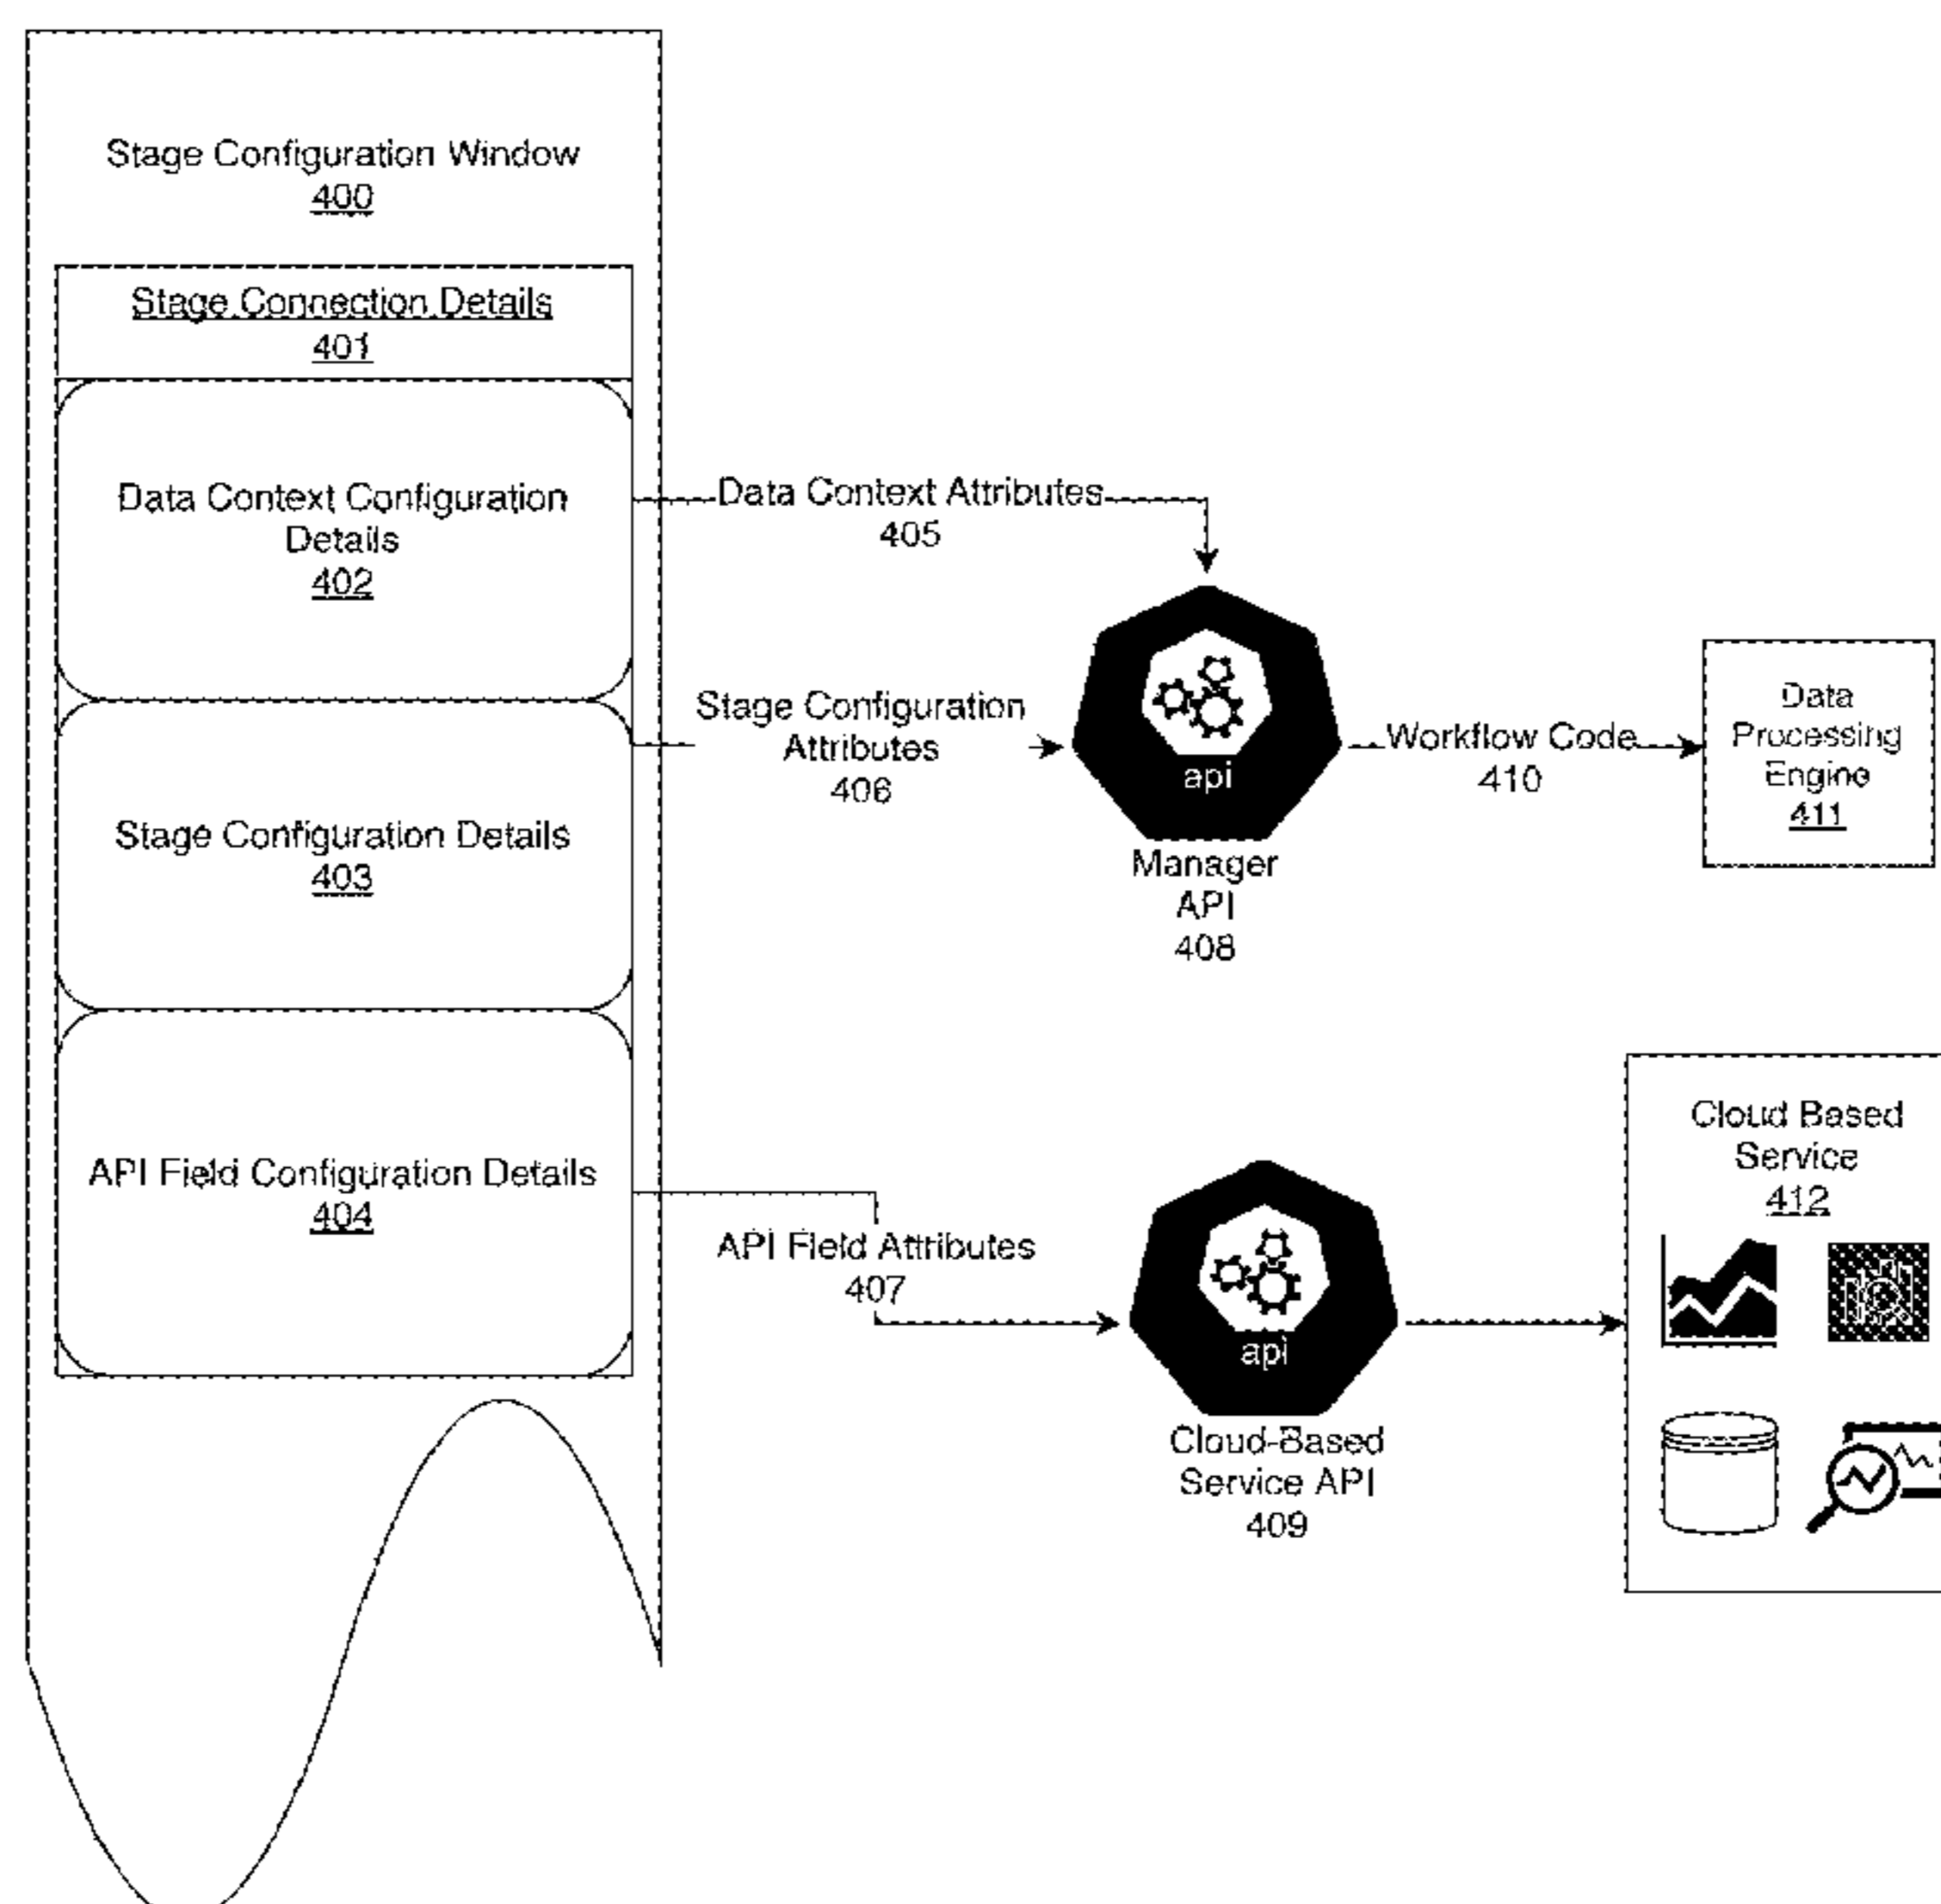 Stage Configuration Window
400
Stage Connection Details
401
Data Context Configuration
Details
402
Stage Configuration Details
403
API Field Configuration Details
404
Data Context Attributes
405
Stage Configuration
Attributes
406
API Field Attributes
407
api
Manager
API
408
Workflow Code
410
Data
Processing
Engine
411
api
Cloud-Based
Service API
409
Cloud Based
Service
412